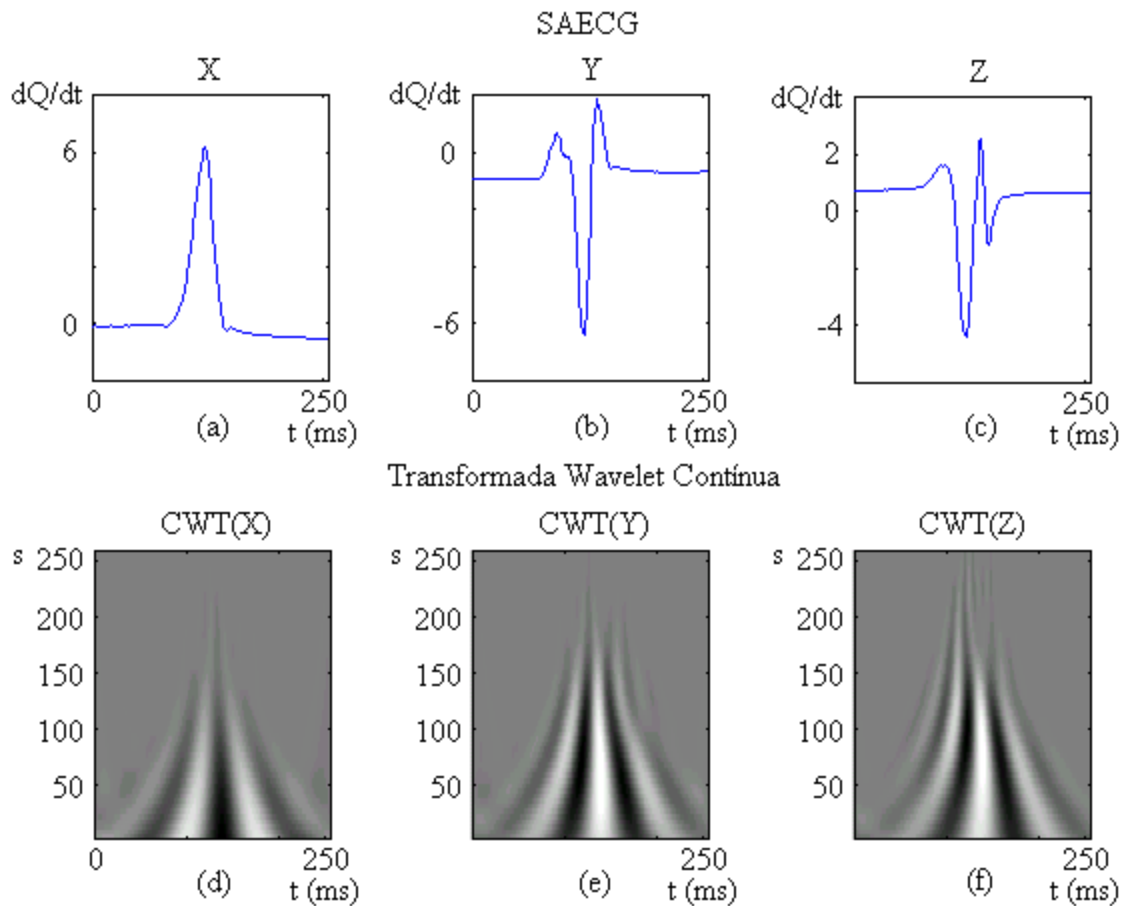 SAECG
X
Y
Z
dQ/dt
dQ/dt
dQ/dt
6
0
0
-6
2
0
-4
0
250
0
250
250
(a)
t (ms)
(b)
t (ms)
(c)
t (ms)
Transformada Wavelet Contínua
CWT(X)
CWT(Y)
CWT(Z)
s
250
200
150
100
50
s
250
200
150
100
50
s
250
200
150
100
50
0
250
250
250
(d)
t (ms)
(e)
t (ms)
(f)
t (ms)